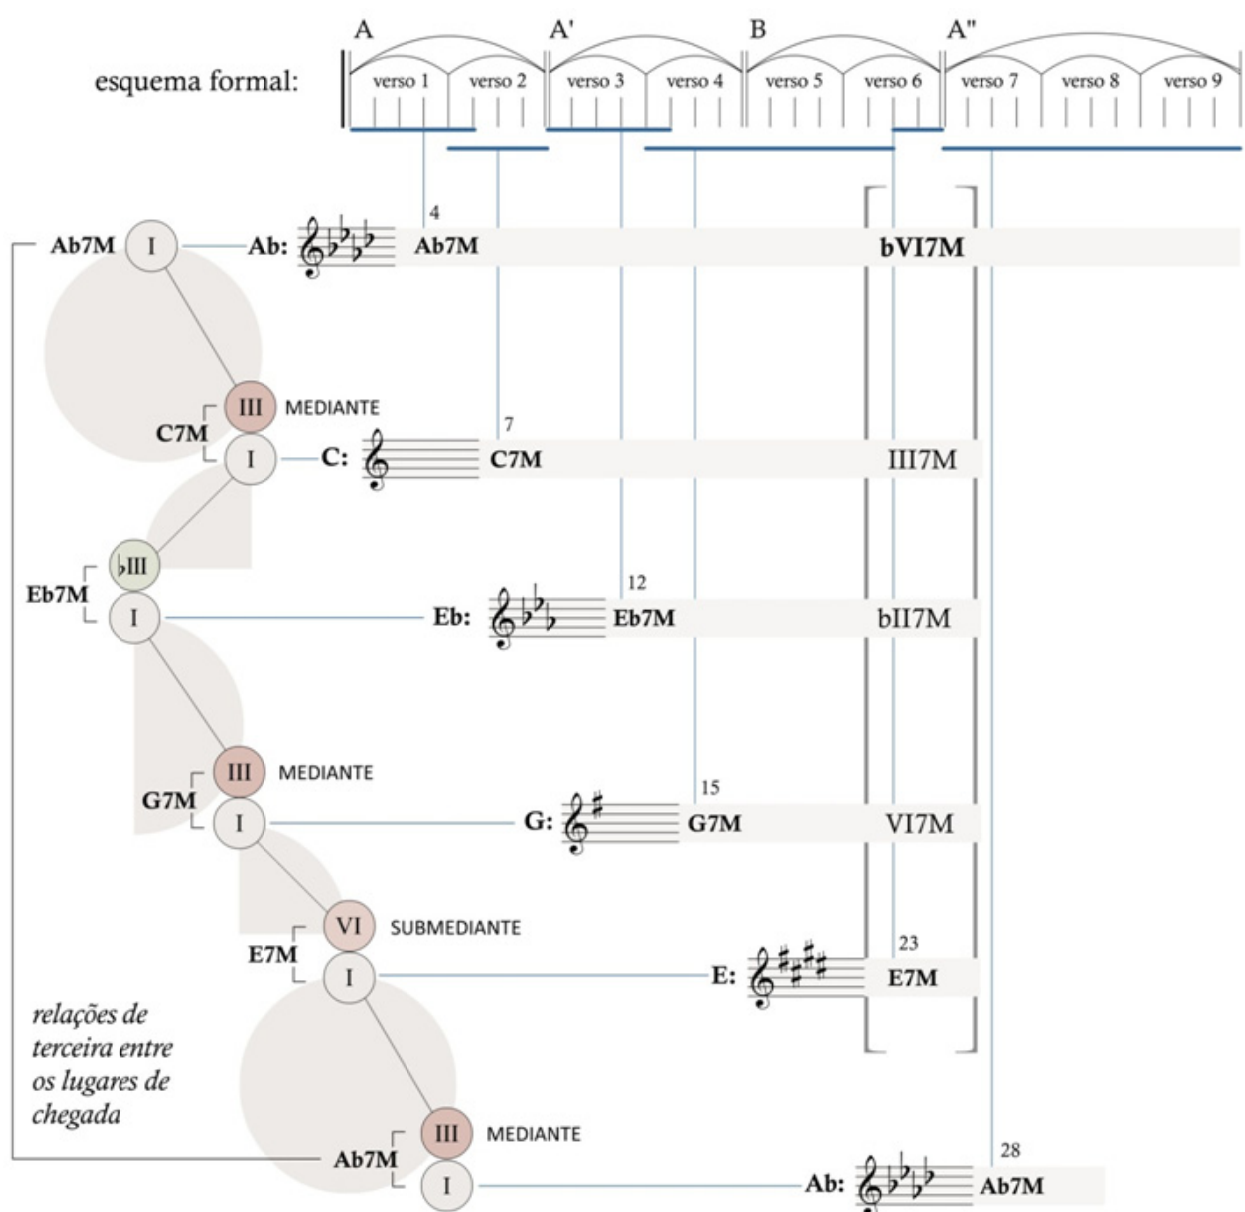 A A' B A"
esquema formal: verso 1 verso 2 verso 3 verso 4 verso 5 verso 6 verso 7 verso 8 verso 9
4
Ab7M I Ab: Ab7M bVI7M
III MEDIANTE
C7M
7
I C: C7M III7M
♭III
Eb7M
12
I Eb: Eb7M bII7M
III MEDIANTE
G7M
15
I G: G7M VI7M
VI SUBMEDIANTE
E7M
23
I E: E7M
relações de
terceira entre
os lugares de
chegada
III MEDIANTE
Ab7M
28
I Ab: Ab7M